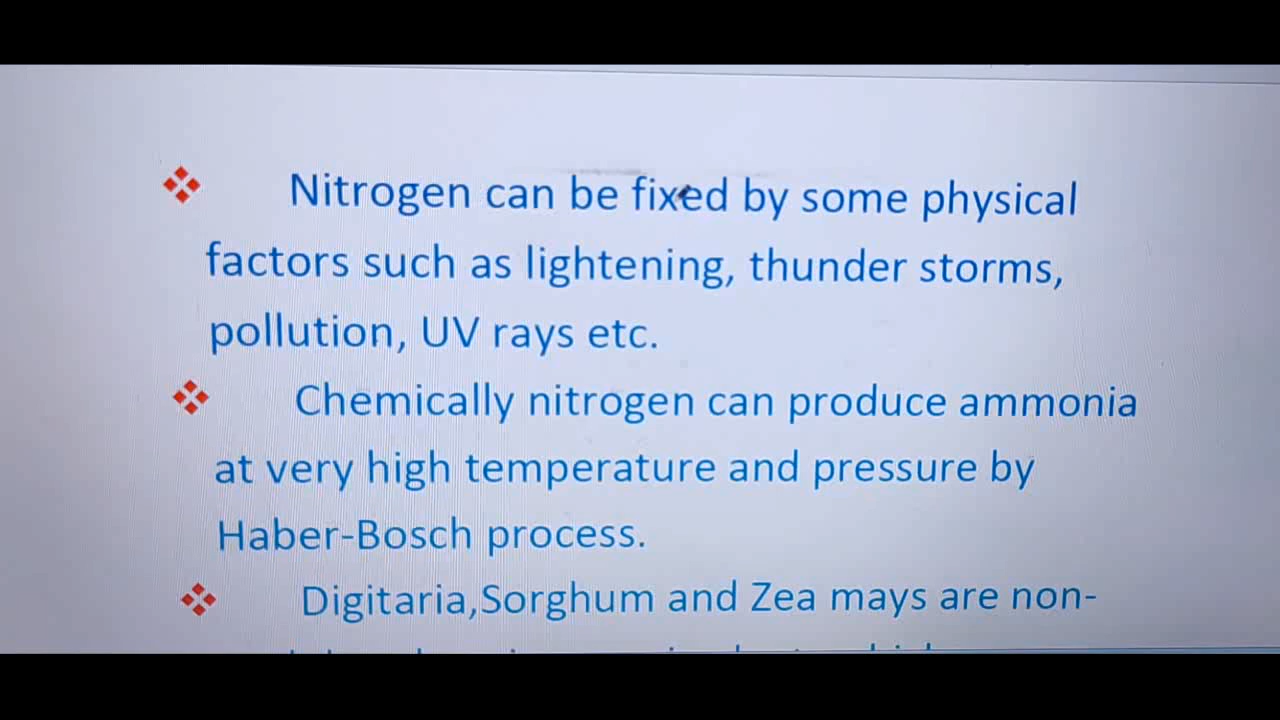 Nitrogen can be fixed by some physical
factors such as lightening, thunder storms,
pollution, UV rays etc.
Chemically nitrogen can produce ammonia
at very high temperature and pressure by
Haber-Bosch process.
Digitaria,Sorghum and Zea mays are non-